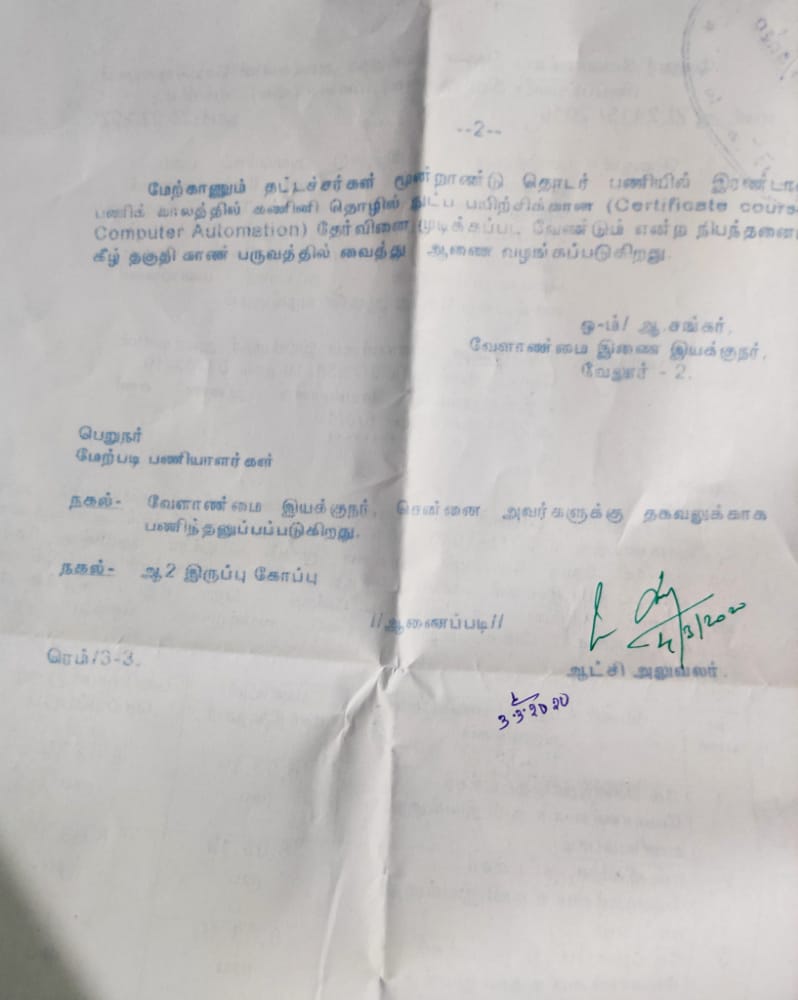 --2--
மேற்காணும் தட்டச்சர்கள் மூன்றாண்டு தொடர் பணியில் இரண்டா
பணிக் காலத்தில் கணினி தொழில் நுட்ப பயிற்சிக்கான (Certificate cours
Computer Automation) தேர்வினை முடிக்கப்பட வேண்டும் என்ற நிபந்தனை
கீழ் தகுதி காண் பருவத்தில் வைத்து ஆணை வழங்கப்படுகிறது.
ஒ-ம்/ ஆ.சங்கர்,
வேளாண்மை இணை இயக்குநர்,
வேலூர் - 2.
பெறுநர்
மேற்படி பணியாளர்கள்
நகல்- வேளாண்மை இயக்குநர், சென்னை அவர்களுக்கு தகவலுக்காக
பணிந்தனுப்பப்படுகிறது.
நகல்- ஆ2 இருப்பு கோப்பு
//ஆணைப்படி//
4/3/2020
ரெம்/3-3.
ஆட்சி அலுவலர்.
3.3.2020